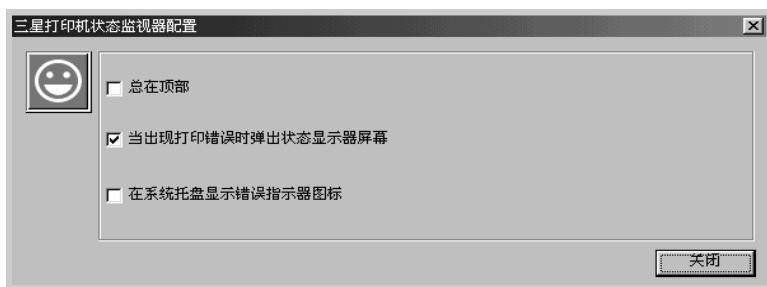 三星打印机状态监视器配置
总在顶部
当出现打印错误时弹出状态显示器屏幕
在系统托盘显示错误指示器图标
关闭